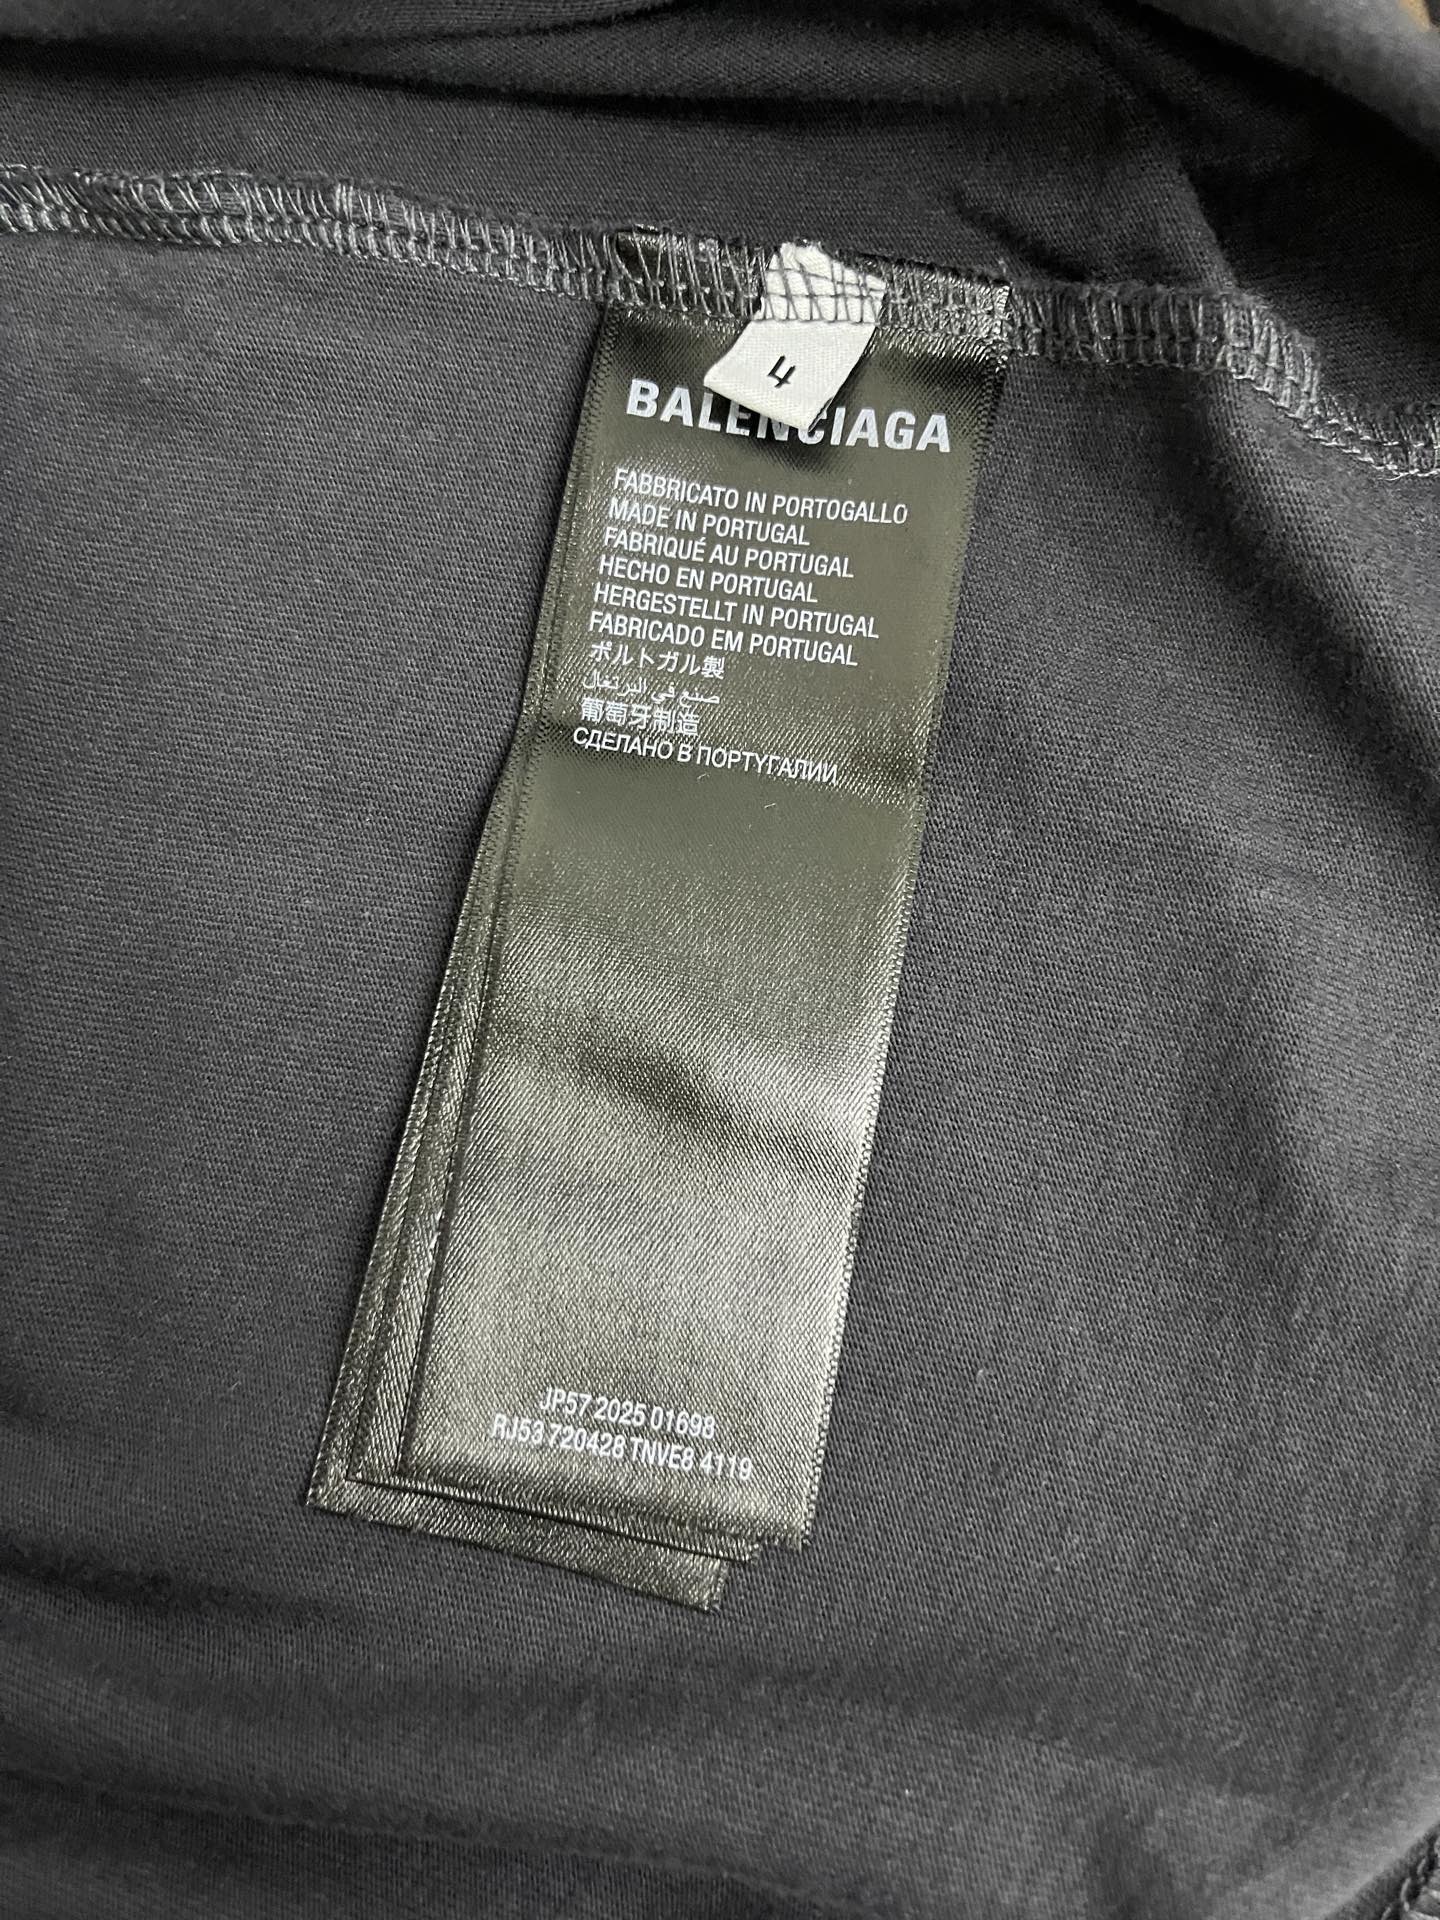 4
BALENCIAGA
FABBRICATO IN PORTOGALLO
MADE IN PORTUGAL
FABRIQUÉ AU PORTUGAL
HECHO EN PORTUGAL
HERGESTELLT IN PORTUGAL
FABRICADO EM PORTUGAL
ポルトガル製
صنع في البرتغال
葡萄牙制造
СДЕЛАНО В ПОРТУГАЛИИ
JP57 2025 01698
RJ53 720428 TNVE8 4119